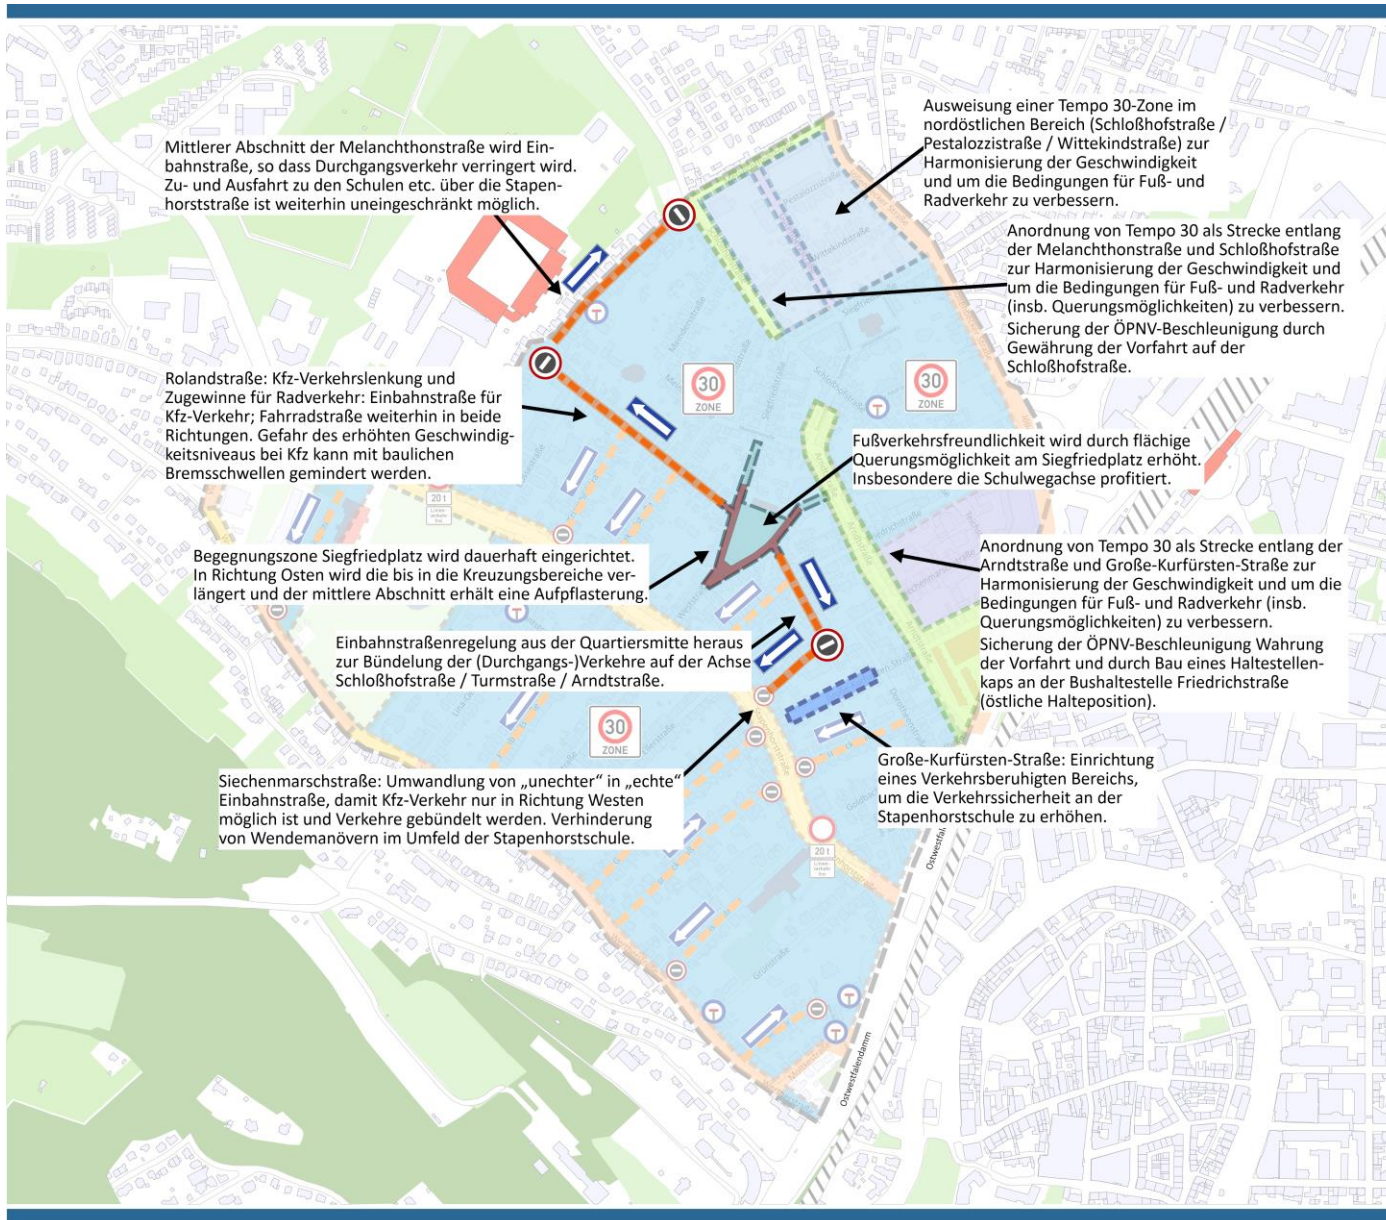 Mittlerer Abschnitt der Melanchthonstraße wird Ein-
bahnstraße, so dass Durchgangsverkehr verringert wird.
Zu- und Ausfahrt zu den Schulen etc. über die Stapen-
horststraße ist weiterhin uneingeschränkt möglich.
Ausweisung einer Tempo 30-Zone im
nordöstlichen Bereich (Schloßhofstraße /
Pestalozzistraße / Wittekindstraße) zur
Harmonisierung der Geschwindigkeit
und um die Bedingungen für Fuß- und
Radverkehr zu verbessern.
Pestalozzistraße
Wittekindstraße
Anordnung von Tempo 30 als Strecke entlang
der Melanchthonstraße und Schloßhofstraße
zur Harmonisierung der Geschwindigkeit und
um die Bedingungen für Fuß- und Radverkehr
(insb. Querungsmöglichkeiten) zu verbessern.
Sicherung der ÖPNV-Beschleunigung durch
Gewährung der Vorfahrt auf der
Schloßhofstraße.
Rolandstraße: Kfz-Verkehrslenkung und
Zugewinne für Radverkehr: Einbahnstraße für
Kfz-Verkehr; Fahrradstraße weiterhin in beide
Richtungen. Gefahr des erhöhten Geschwindig-
keitsniveaus bei Kfz kann mit baulichen
Bremsschwellen gemindert werden.
30
ZONE
30
ZONE
Fußverkehrsfreundlichkeit wird durch flächige
Querungsmöglichkeit am Siegfriedplatz erhöht.
Insbesondere die Schulwegachse profitiert.
20 t
Begegnungszone Siegfriedplatz wird dauerhaft eingerichtet.
In Richtung Osten wird die bis in die Kreuzungsbereiche ver-
längert und der mittlere Abschnitt erhält eine Aufpflasterung.
Arndtstraße
Anordnung von Tempo 30 als Strecke entlang der
Arndtstraße und Große-Kurfürsten-Straße zur
Harmonisierung der Geschwindigkeit und um die
Bedingungen für Fuß- und Radverkehr (insb.
Querungsmöglichkeiten) zu verbessern.
Sicherung der ÖPNV-Beschleunigung Wahrung
der Vorfahrt und durch Bau eines Haltestellen-
kaps an der Bushaltestelle Friedrichstraße
(östliche Halteposition).
Einbahnstraßenregelung aus der Quartiersmitte heraus
zur Bündelung der (Durchgangs-)Verkehre auf der Achse
Schloßhofstraße / Turmstraße / Arndtstraße.
30
ZONE
Siechenmarschstraße: Umwandlung von „unechter“ in „echte“
Einbahnstraße, damit Kfz-Verkehr nur in Richtung Westen
möglich ist und Verkehre gebündelt werden. Verhinderung
von Wendemanövern im Umfeld der Stapenhorstschule.
Große-Kurfürsten-Straße: Einrichtung
eines Verkehrsberuhigten Bereichs,
um die Verkehrssicherheit an der
Stapenhorstschule zu erhöhen.
20 t
Grünstraße
Ostwestfalendamm